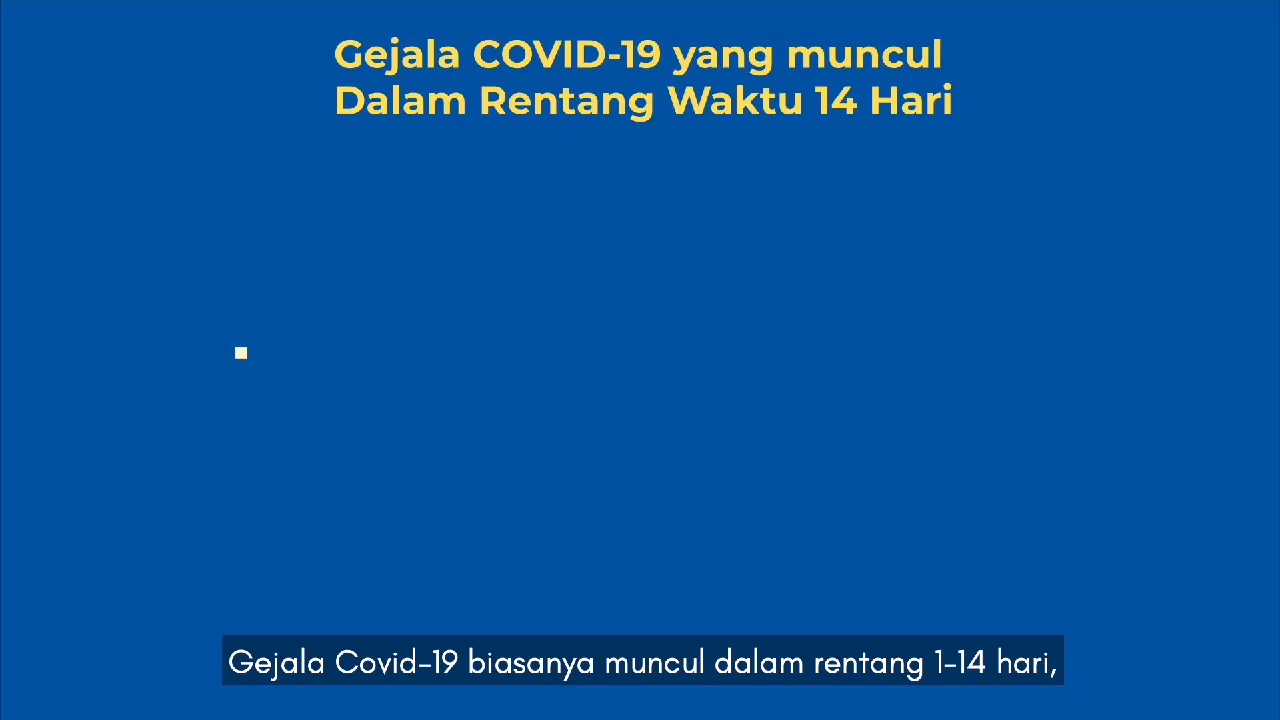 Gejala COVID-19 yang muncul
Dalam Rentang Waktu 14 Hari
Gejala Covid-19 biasanya muncul dalam rentang 1-14 hari,